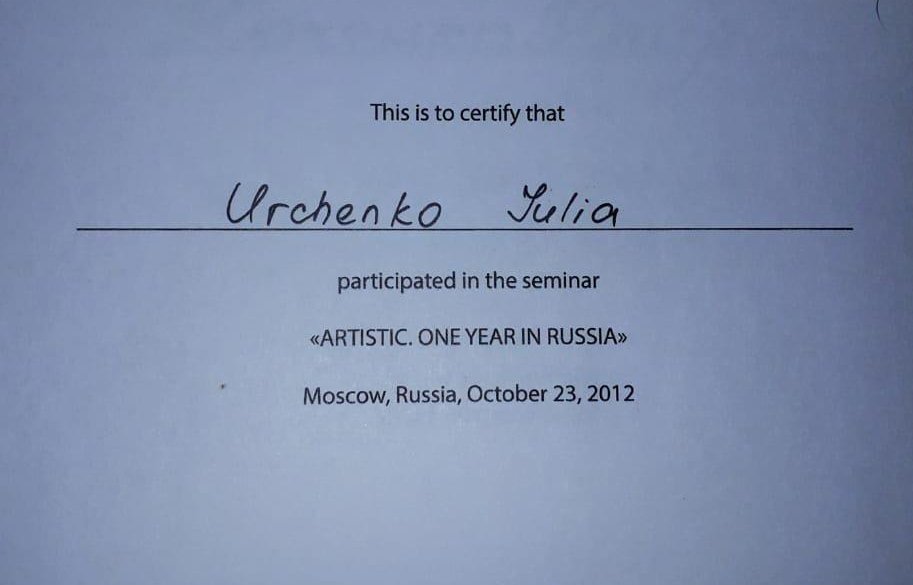 This is to certify that
Urchenko Iulia
participated in the seminar
«ARTISTIC. ONE YEAR IN RUSSIA»
Moscow, Russia, October 23, 2012